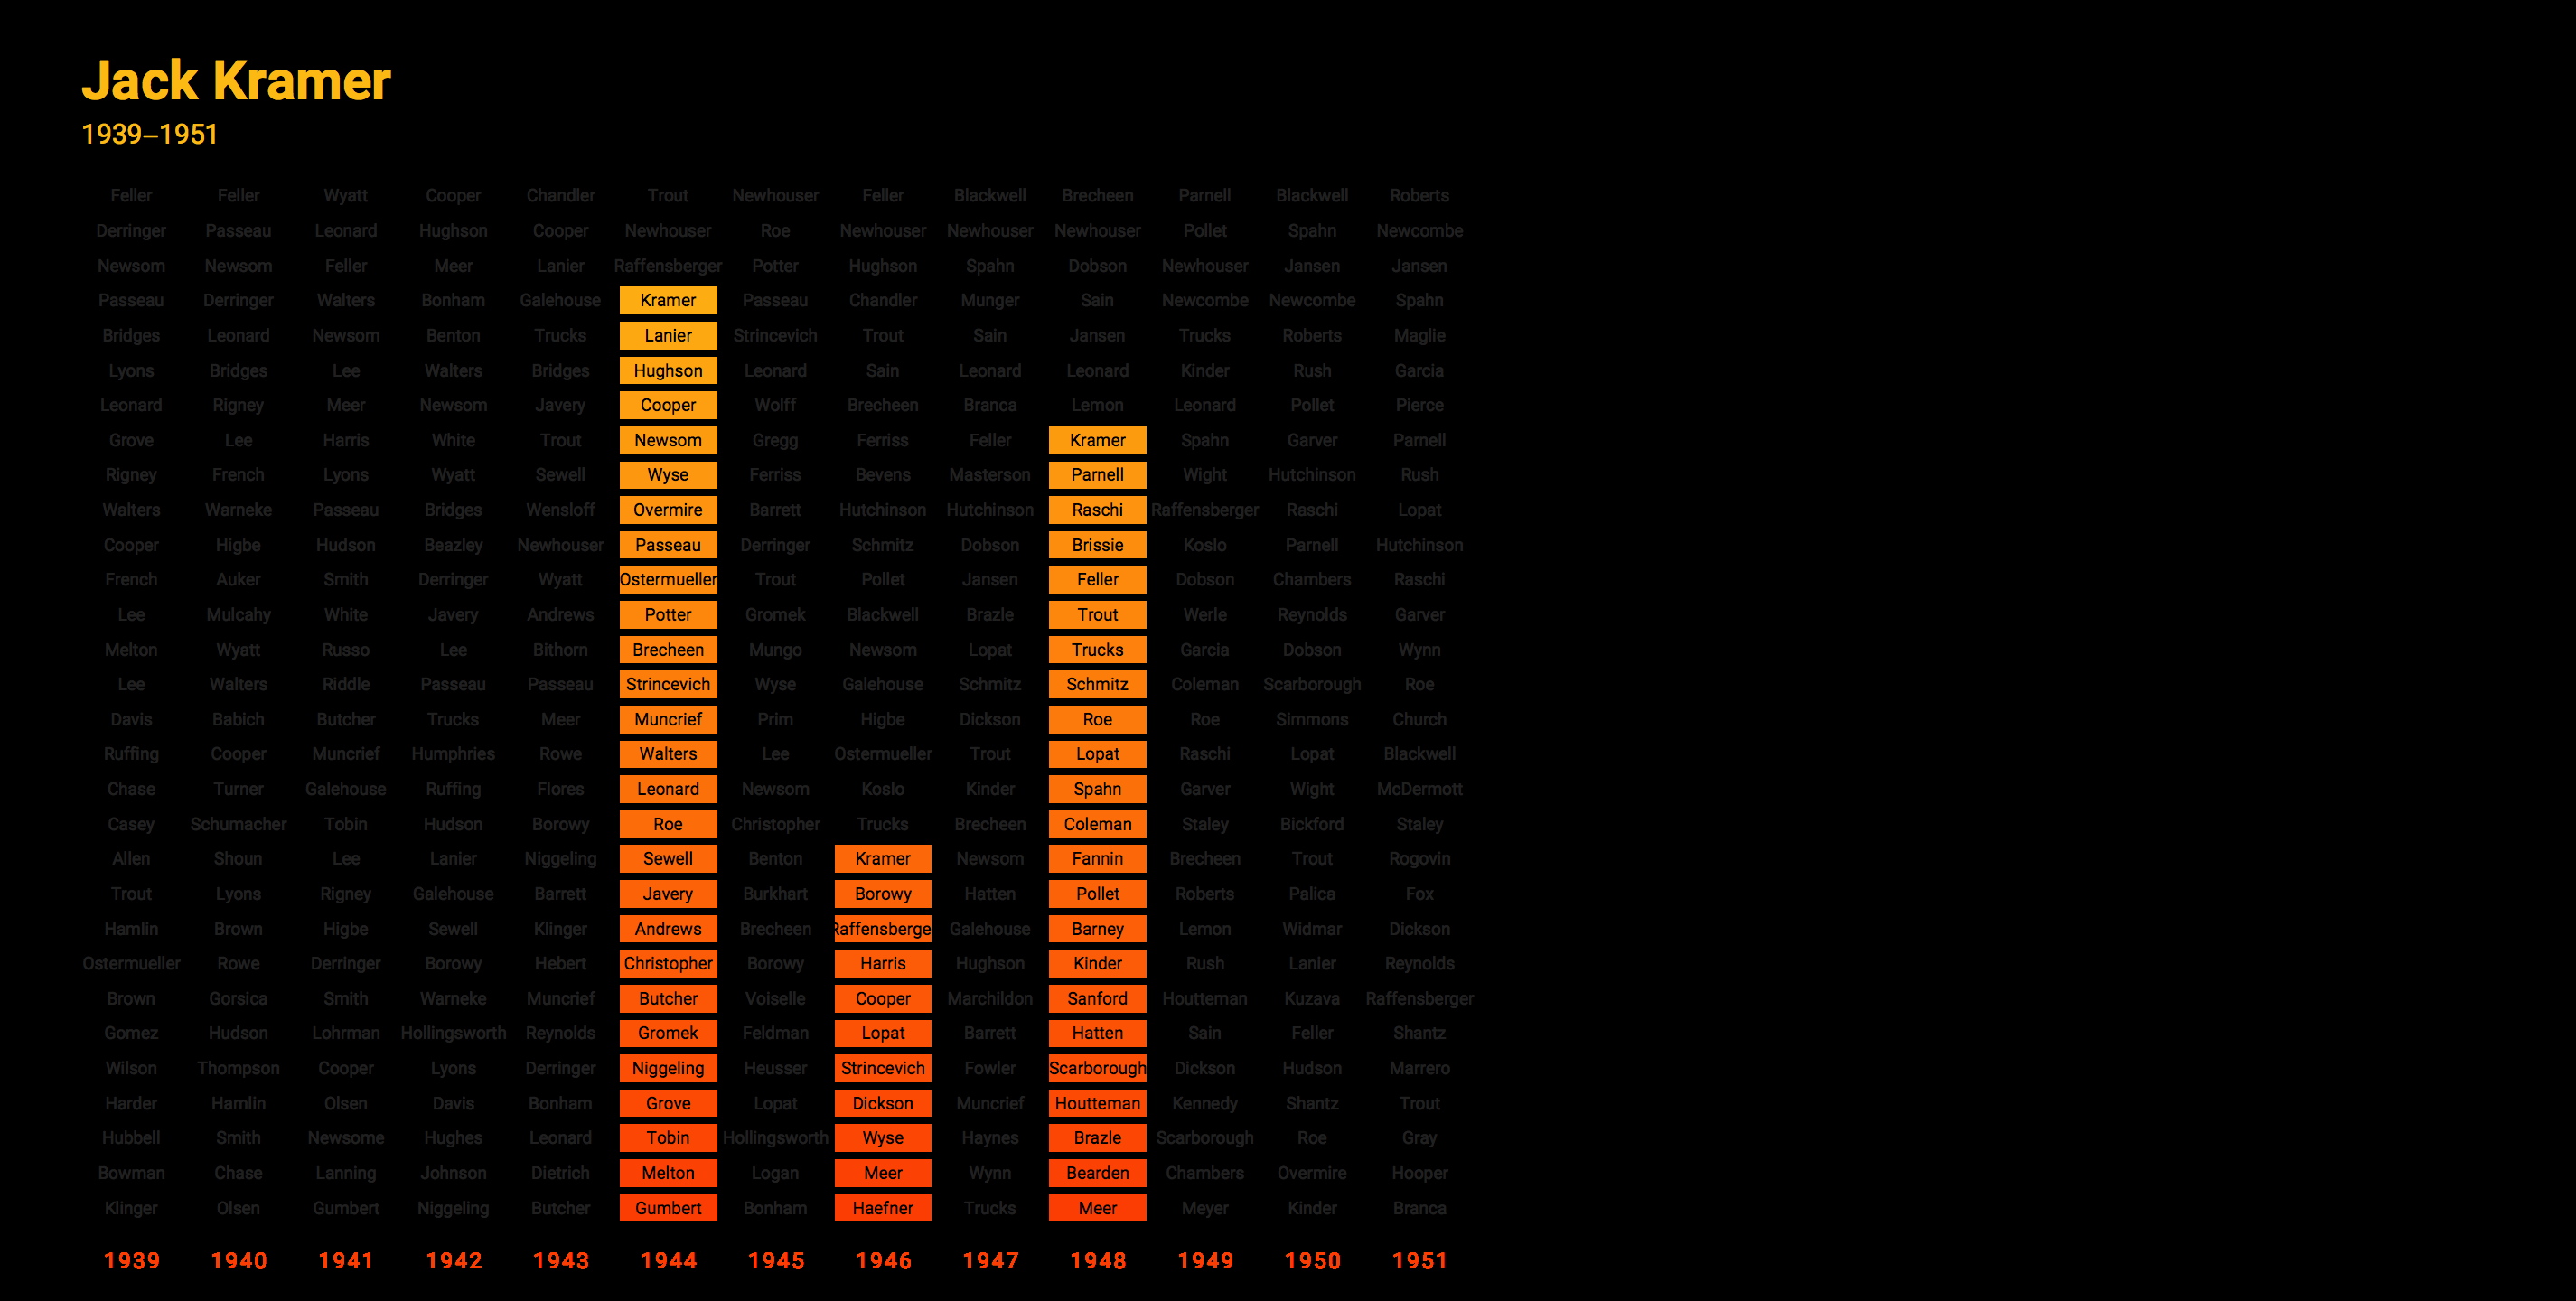 Jack Kramer
1939–1951
Feller Feller Wyatt Cooper Chandler Trout Newhouser Feller Blackwell Brecheen Parnell Blackwell Roberts
Derringer Passeau Leonard Hughson Cooper Newhouser Roe Newhouser Newhouser Newhouser Pollet Spahn Newcombe
Newsom Newsom Feller Meer Lanier Raffensberger Potter Hughson Spahn Dobson Newhouser Jansen Jansen
Passeau Derringer Walters Bonham Galehouse Kramer Passeau Chandler Munger Sain Newcombe Newcombe Spahn
Bridges Leonard Newsom Benton Trucks Lanier Strincevich Trout Sain Jansen Trucks Roberts Maglie
Lyons Bridges Lee Walters Bridges Hughson Leonard Sain Leonard Leonard Kinder Rush Garcia
Leonard Rigney Meer Newsom Javery Cooper Wolff Brecheen Branca Lemon Leonard Pollet Pierce
Grove Lee Harris White Trout Newsom Gregg Ferriss Feller Kramer Spahn Garver Parnell
Rigney French Lyons Wyatt Sewell Wyse Ferriss Bevens Masterson Parnell Wight Hutchinson Rush
Walters Warneke Passeau Bridges Wensloff Overmire Barrett Hutchinson Hutchinson Raschi Raffensberger Raschi Lopat
Cooper Higbe Hudson Beazley Newhouser Passeau Derringer Schmitz Dobson Brissie Koslo Parnell Hutchinson
French Auker Smith Derringer Wyatt Ostermueller Trout Pollet Jansen Feller Dobson Chambers Raschi
Lee Mulcahy White Javery Andrews Potter Gromek Blackwell Brazle Trout Werle Reynolds Garver
Melton Wyatt Russo Lee Bithorn Brecheen Mungo Newsom Lopat Trucks Garcia Dobson Wynn
Lee Walters Riddle Passeau Passeau Strincevich Wyse Galehouse Schmitz Schmitz Coleman Scarborough Roe
Davis Babich Butcher Trucks Meer Muncrief Prim Higbe Dickson Roe Roe Simmons Church
Ruffing Cooper Muncrief Humphries Rowe Walters Lee Ostermueller Trout Lopat Raschi Lopat Blackwell
Chase Turner Galehouse Ruffing Flores Leonard Newsom Koslo Kinder Spahn Garver Wight McDermott
Casey Schumacher Tobin Hudson Borowy Roe Christopher Trucks Brecheen Coleman Staley Bickford Staley
Allen Shoun Lee Lanier Niggeling Sewell Benton Kramer Newsom Fannin Brecheen Trout Rogovin
Trout Lyons Rigney Galehouse Barrett Javery Burkhart Borowy Hatten Pollet Roberts Palica Fox
Hamlin Brown Higbe Sewell Klinger Andrews Brecheen Raffensberge Galehouse Barney Lemon Widmar Dickson
Ostermueller Rowe Derringer Borowy Hebert Christopher Borowy Harris Hughson Kinder Rush Lanier Reynolds
Brown Gorsica Smith Warneke Muncrief Butcher Voiselle Cooper Marchildon Sanford Houtteman Kuzava Raffensberger
Gomez Hudson Lohrman Hollingsworth Reynolds Gromek Feldman Lopat Barrett Hatten Sain Feller Shantz
Wilson Thompson Cooper Lyons Derringer Niggeling Heusser Strincevich Fowler Scarborough Dickson Hudson Marrero
Harder Hamlin Olsen Davis Bonham Grove Lopat Dickson Muncrief Houtteman Kennedy Shantz Trout
Hubbell Smith Newsome Hughes Leonard Tobin Hollingsworth Wyse Haynes Brazle Scarborough Roe Gray
Bowman Chase Lanning Johnson Dietrich Melton Logan Meer Wynn Bearden Chambers Overmire Hooper
Klinger Olsen Gumbert Niggeling Butcher Gumbert Bonham Haefner Trucks Meer Meyer Kinder Branca
1939 1940 1941 1942 1943 1944 1945 1946 1947 1948 1949 1950 1951